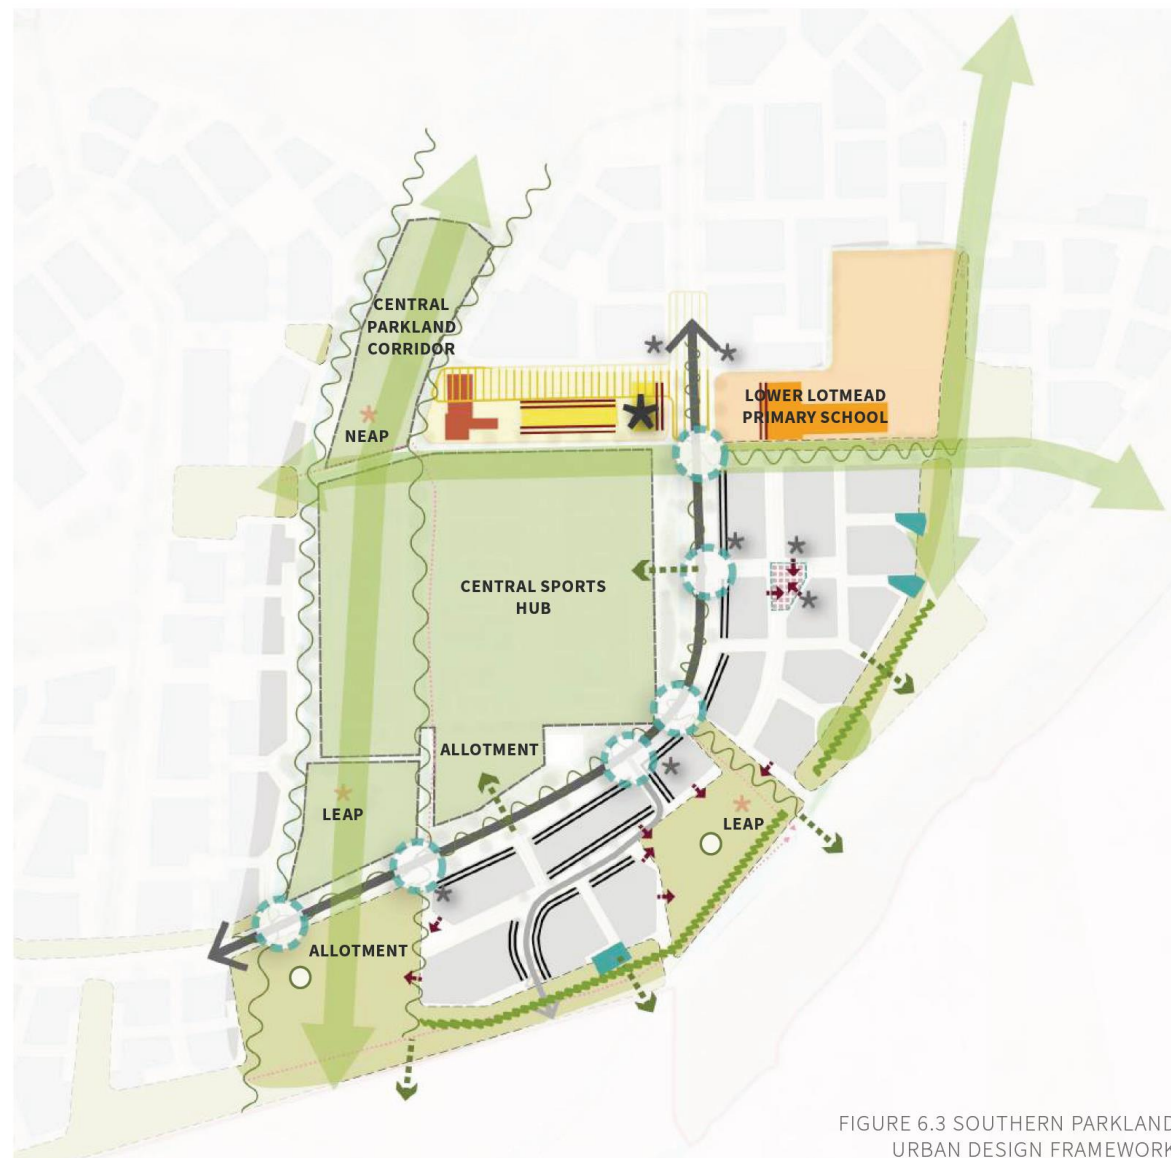 CENTRAL
PARKLAND
CORRIDOR
NEAP
LOWER LOTMEAD
PRIMARY SCHOOL
CENTRAL SPORTS
HUB
ALLOTMENT
LEAP
LEAP
ALLOTMENT
FIGURE 6.3 SOUTHERN PARKLAND
URBAN DESIGN FRAMEWORK